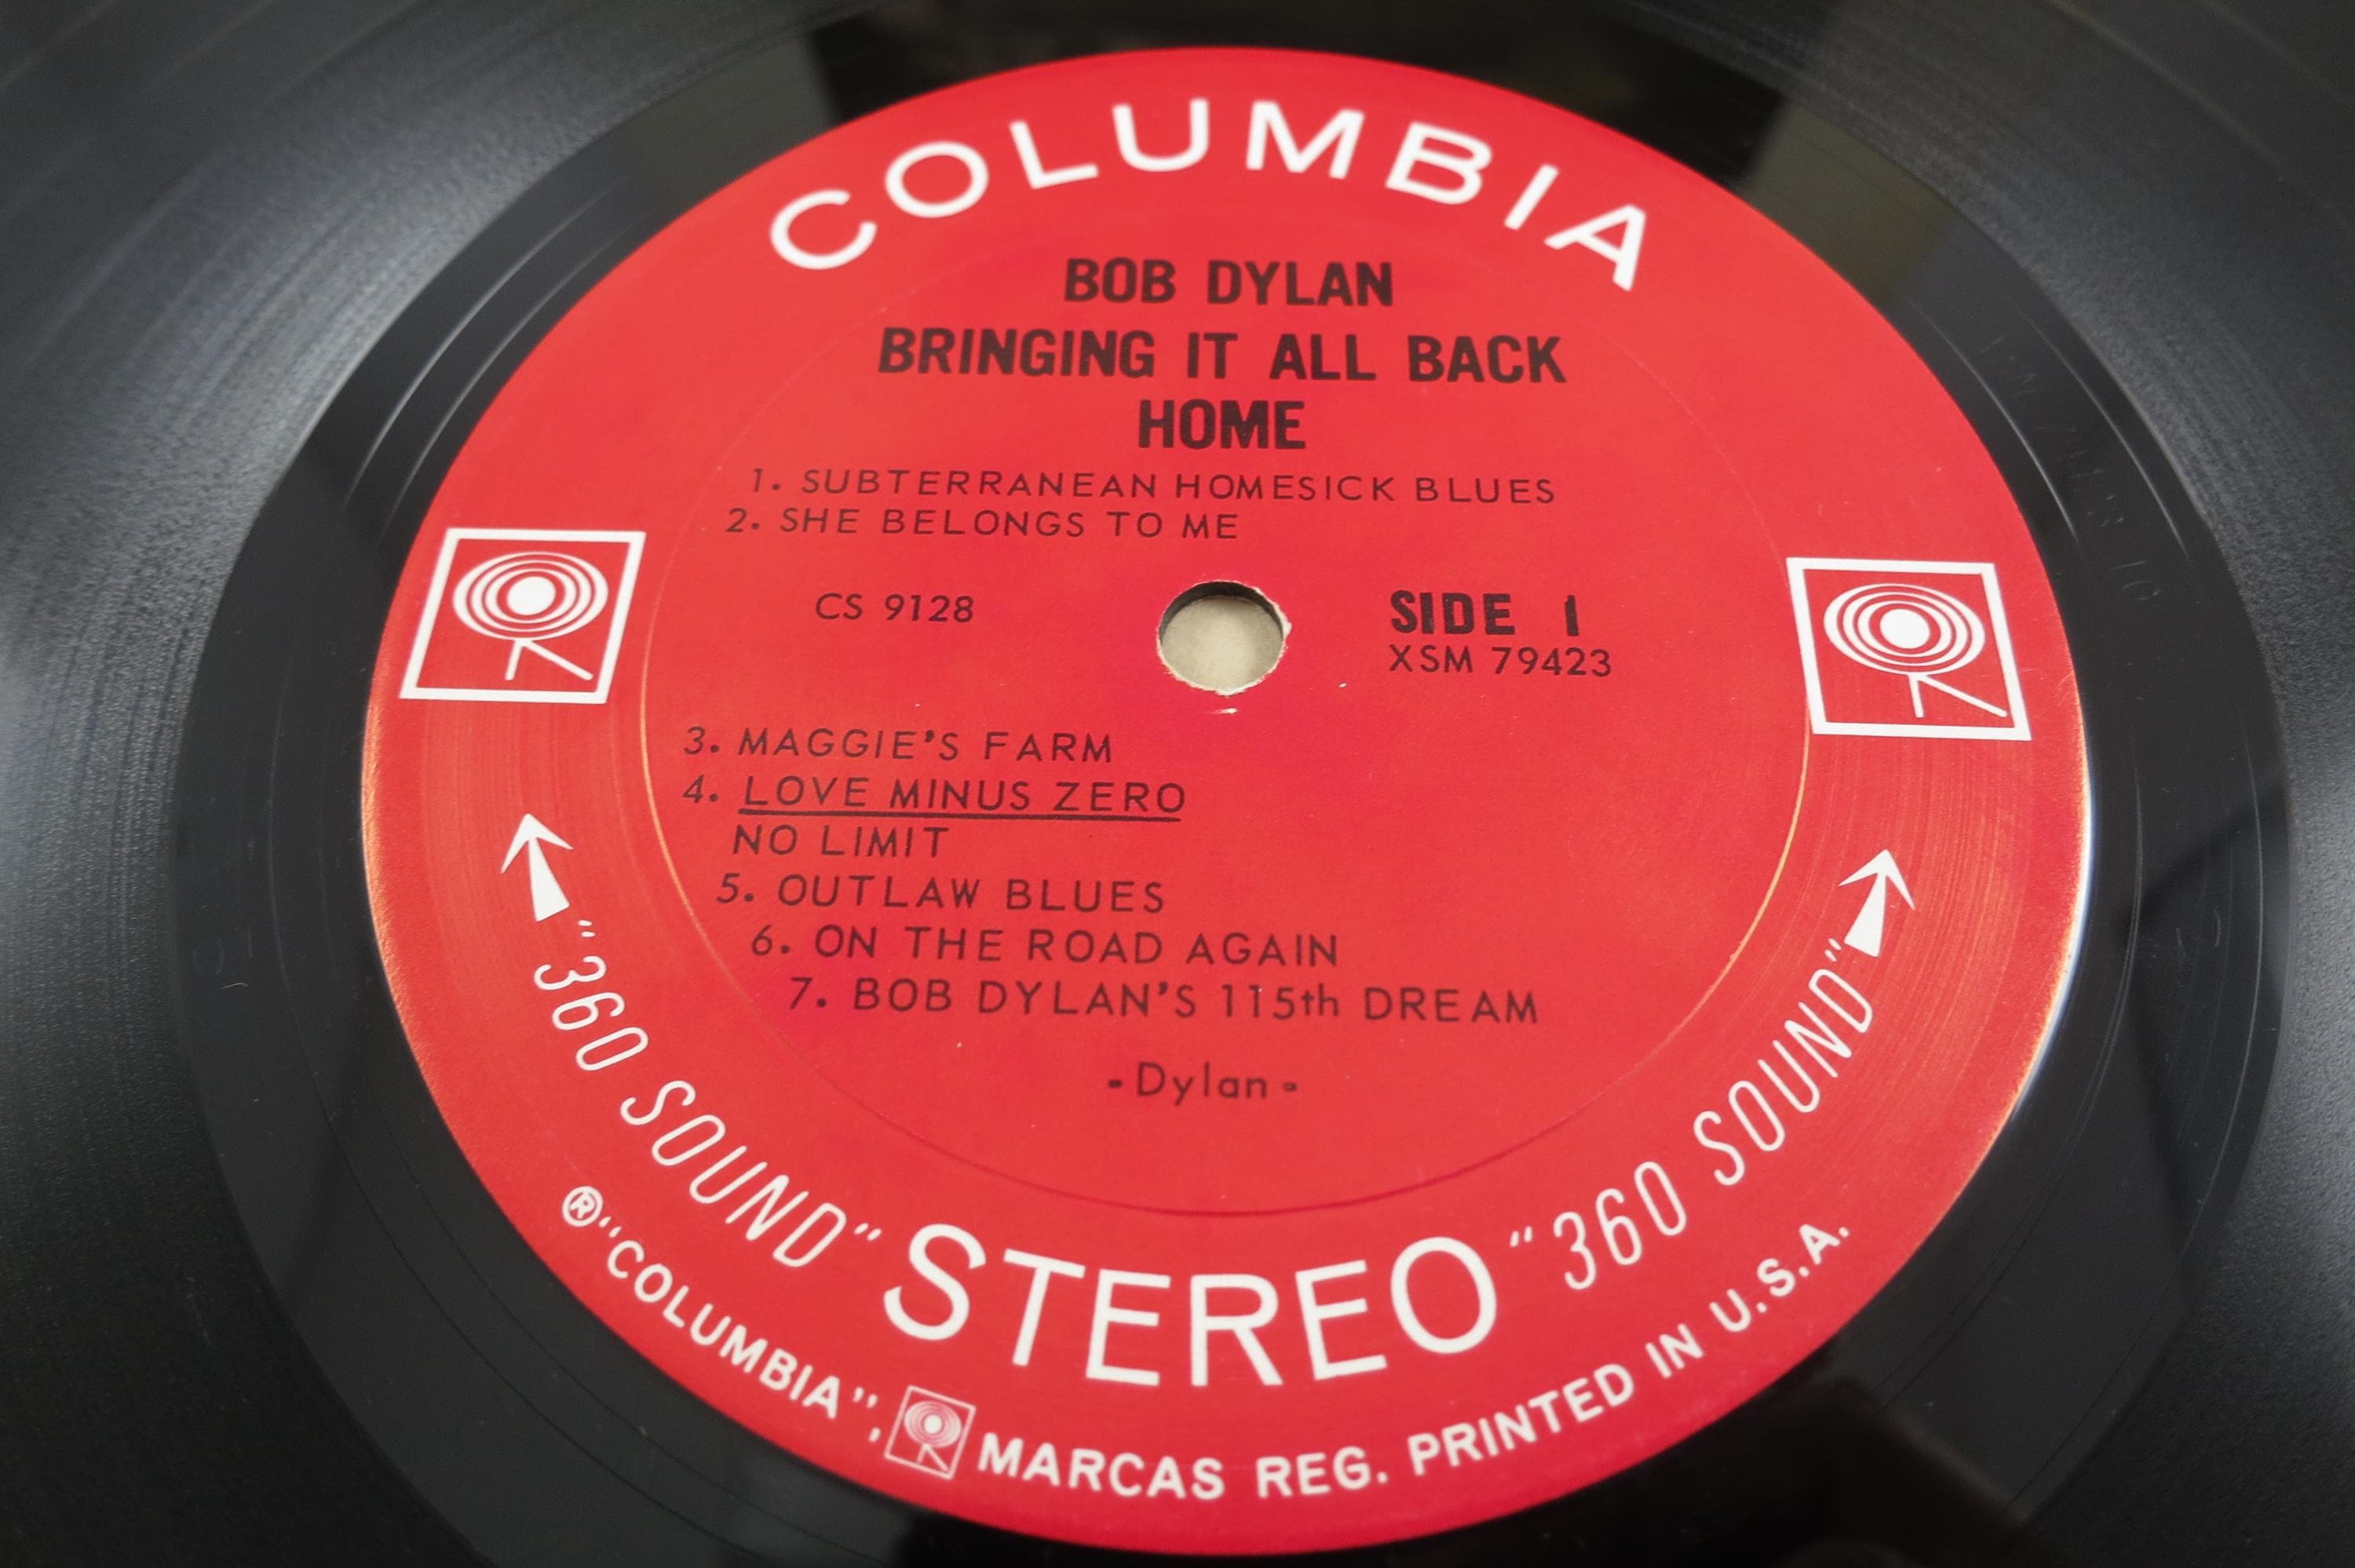 COLUMBIA
BOB DYLAN
BRINGING IT ALL BACK
HOME
1. SUBTERRANEAN HOMESICK BLUES
2. SHE BELONGS TO ME
CS 9128
SIDE 1
XSM 79423
3. MAGGIE'S FARM
4. LOVE MINUS ZERO
NO LIMIT
5. OUTLAW BLUES
6. ON THE ROAD AGAIN
7. BOB DYLAN'S 115th DREAM
-Dylan-
"360 SOUND" STEREO "360 SOUND"
® "COLUMBIA", MARCAS REG. PRINTED IN U.S.A.